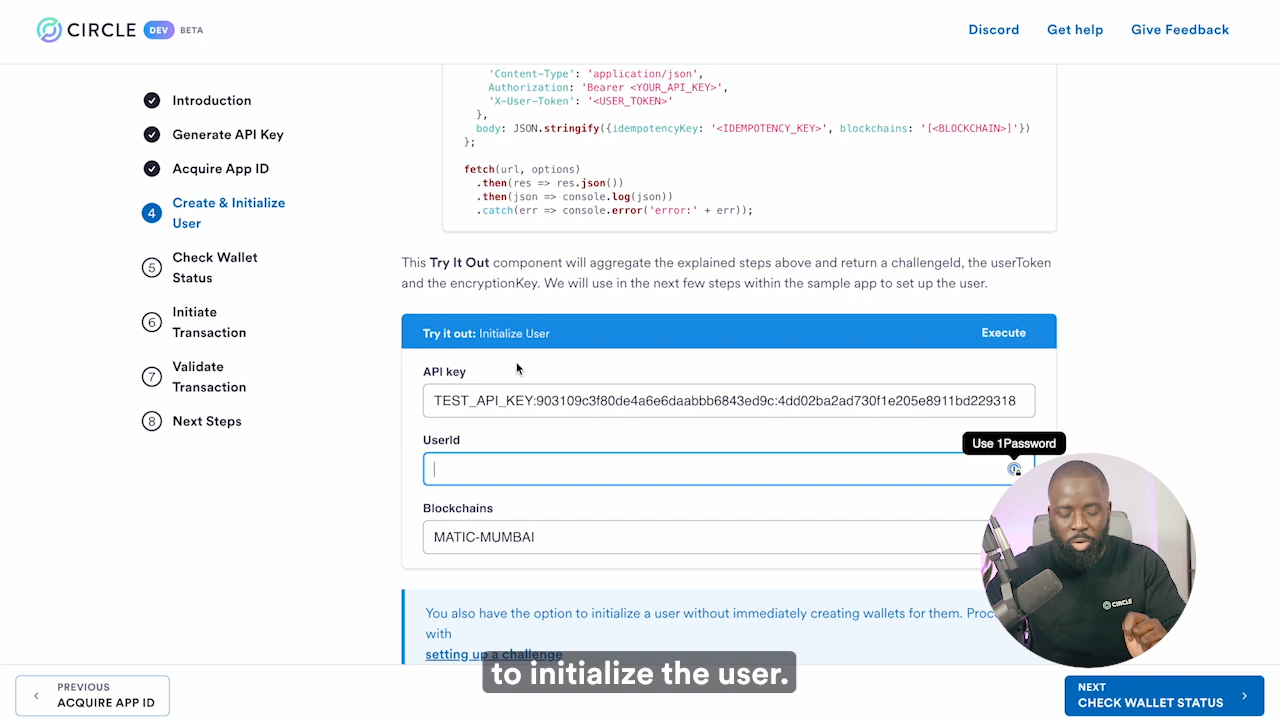 CIRCLE DEV BETA
Discord
Get help
Give Feedback
Introduction
Generate API Key
Acquire App ID
4 Create & Initialize
User
5 Check Wallet
Status
6 Initiate
Transaction
7 Validate
Transaction
8 Next Steps
'Content-Type': 'application/json',
Authorization: 'Bearer <YOUR_API_KEY>',
'X-User-Token': '<USER_TOKEN>'
},
body: JSON.stringify({idempotencyKey: '<IDEMPOTENCY_KEY>', blockchains: '[<BLOCKCHAIN>]'})
};
fetch(url, options)
.then(res => res.json())
.then(json => console.log(json))
.catch(err => console.error('error:' + err));
This Try It Out component will aggregate the explained steps above and return a challengeId, the userToken
and the encryptionKey. We will use in the next few steps within the sample app to set up the user.
Try it out: Initialize User
Execute
API key
TEST_API_KEY:903109c3f80de4a6e6daabbb6843ed9c:4dd02ba2ad730f1e205e8911bd229318
UserId
Use 1Password
Blockchains
MATIC-MUMBAI
You also have the option to initialize a user without immediately creating wallets for them.
with
setting up a challenge
CIRCLE
to initialize the user.
PREVIOUS
ACQUIRE APP ID
NEXT
CHECK WALLET STATUS